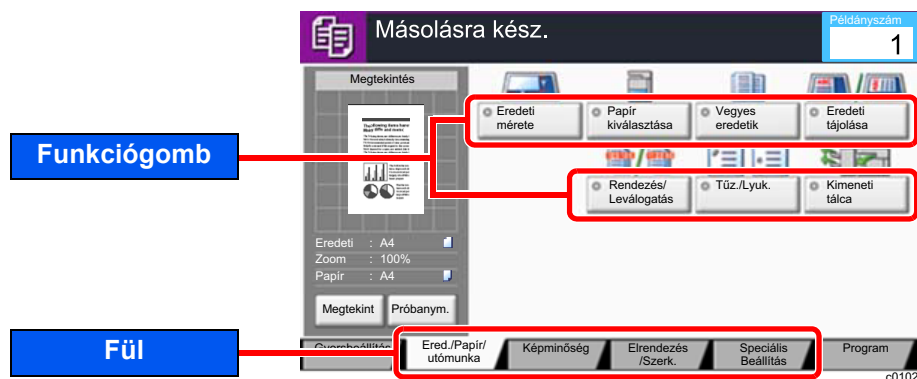 Másolásra kész.
Példányszám
1
Megtekintés
Eredeti : A4
Zoom : 100%
Papír : A4
Megtekint
Próbanym.
Funkciógomb
Eredeti
mérete
Papír
kiválasztása
Vegyes
eredetik
Eredeti
tájolása
Rendezés/
Leválogatás
Tűz./Lyuk.
Kimeneti
tálca
Fül
Gyorsbeállítás
Ered./Papír/
utómunka
Képminőség
Elrendezés
/Szerk.
Speciális
Beállítás
Program
c0102